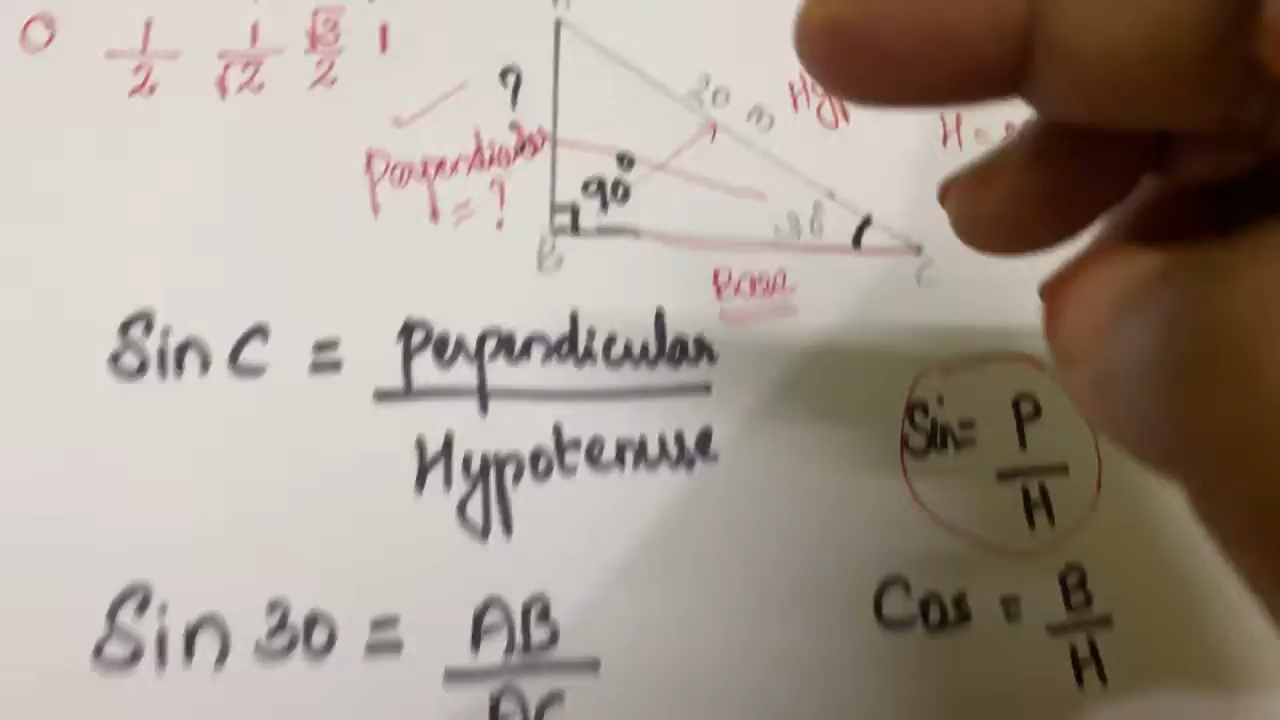 0 1/2 1/√2 √3/2 1
?
20 m
Perpendicular
= ?
90°
B
C
Base
Sin C = Perpendicular
Hypotenuse
Sin = P
H
Cos = B
H
Sin 30 = AB
AC